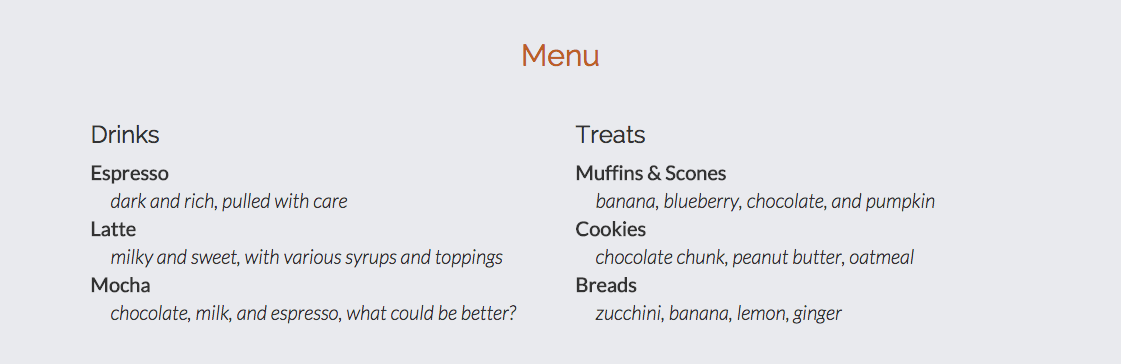 Menu
Drinks
Espresso
dark and rich, pulled with care
Latte
milky and sweet, with various syrups and toppings
Mocha
chocolate, milk, and espresso, what could be better?
Treats
Muffins & Scones
banana, blueberry, chocolate, and pumpkin
Cookies
chocolate chunk, peanut butter, oatmeal
Breads
zucchini, banana, lemon, ginger